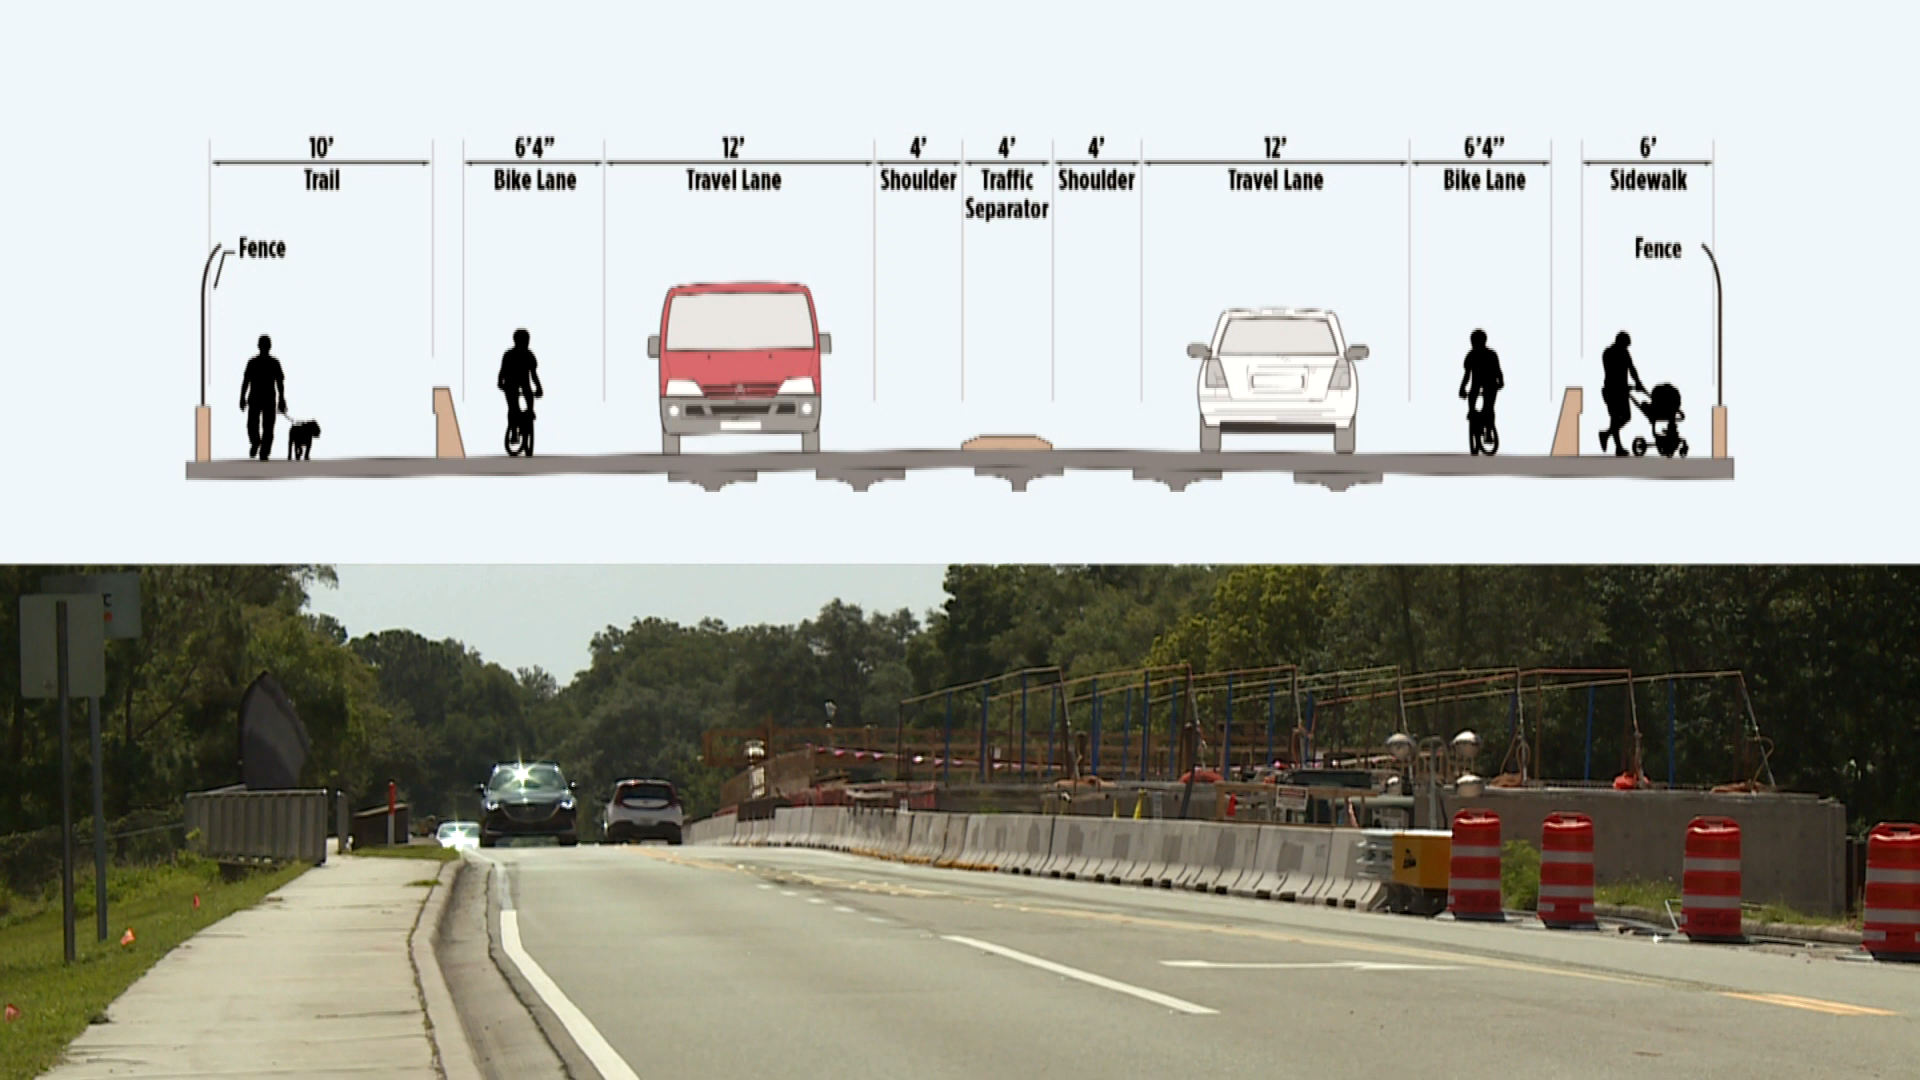 10’ 6’4” 12’ 4’ 4’ 4’ 12’ 6’4” 6’
Trail Bike Lane Travel Lane Shoulder Traffic Shoulder Travel Lane Bike Lane Sidewalk
Separator
Fence Fence